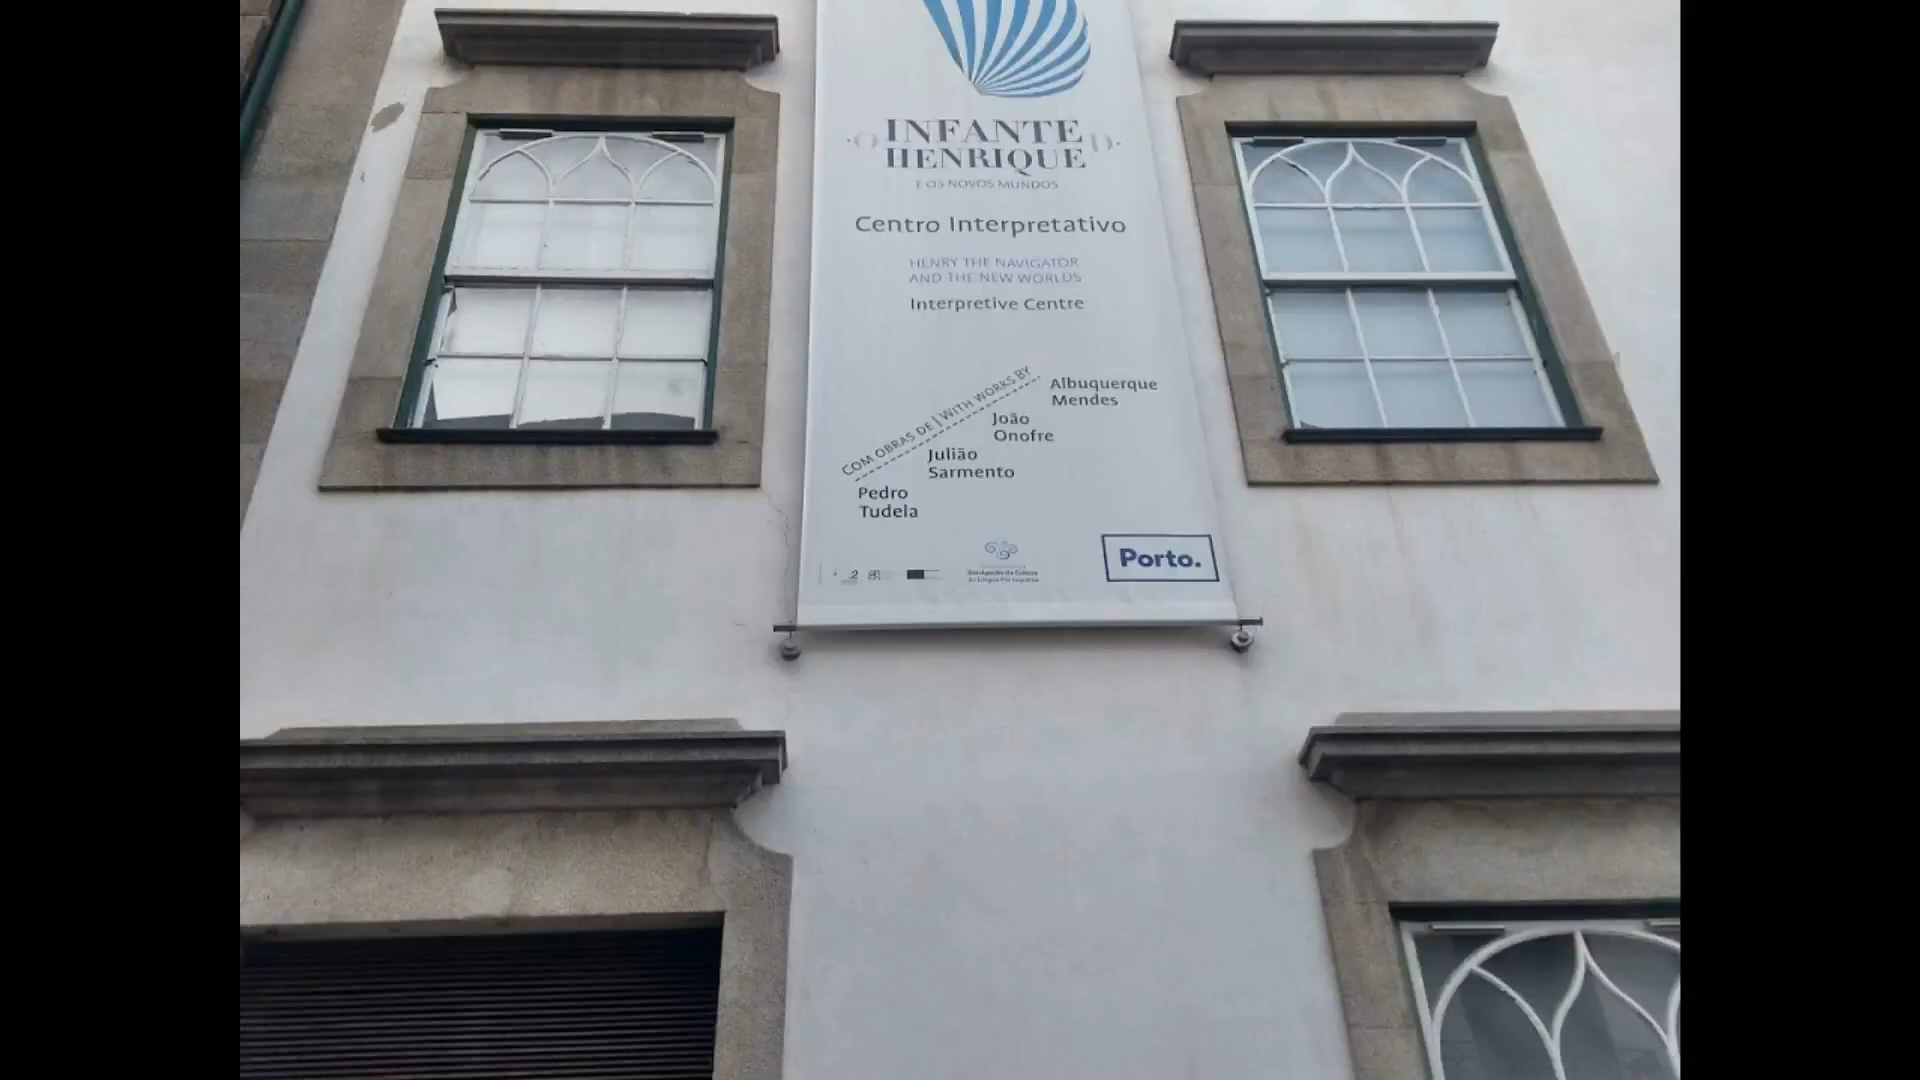 ·O INFANTE D·
HENRIQUE
E OS NOVOS MUNDOS
Centro Interpretativo
HENRY THE NAVIGATOR
AND THE NEW WORLDS
Interpretive Centre
COM OBRAS DE | WITH WORKS BY
Albuquerque
Mendes
João
Onofre
Julião
Sarmento
Pedro
Tudela
Porto.